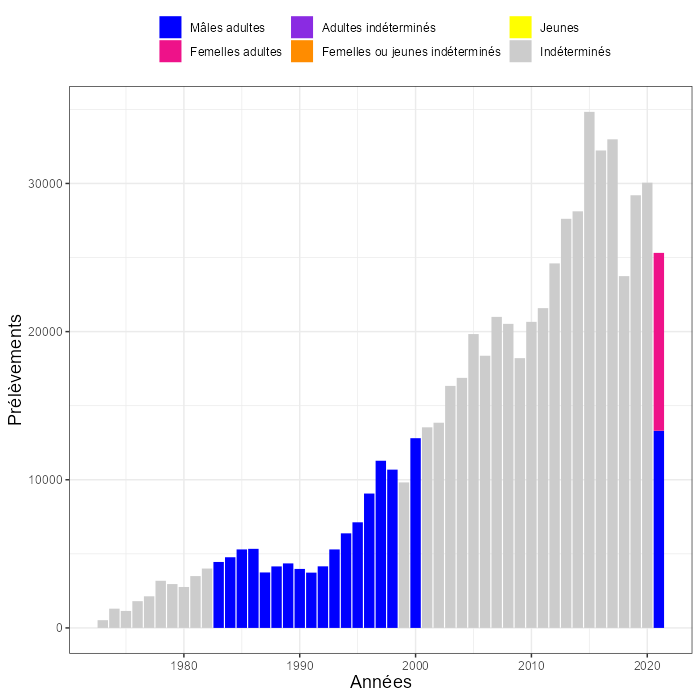 Mâles adultes Adultes indéterminés Jeunes
Femelles adultes Femelles ou jeunes indéterminés Indéterminés
30000
20000
10000
0
Prélèvements
1980 1990 2000 2010 2020
Années